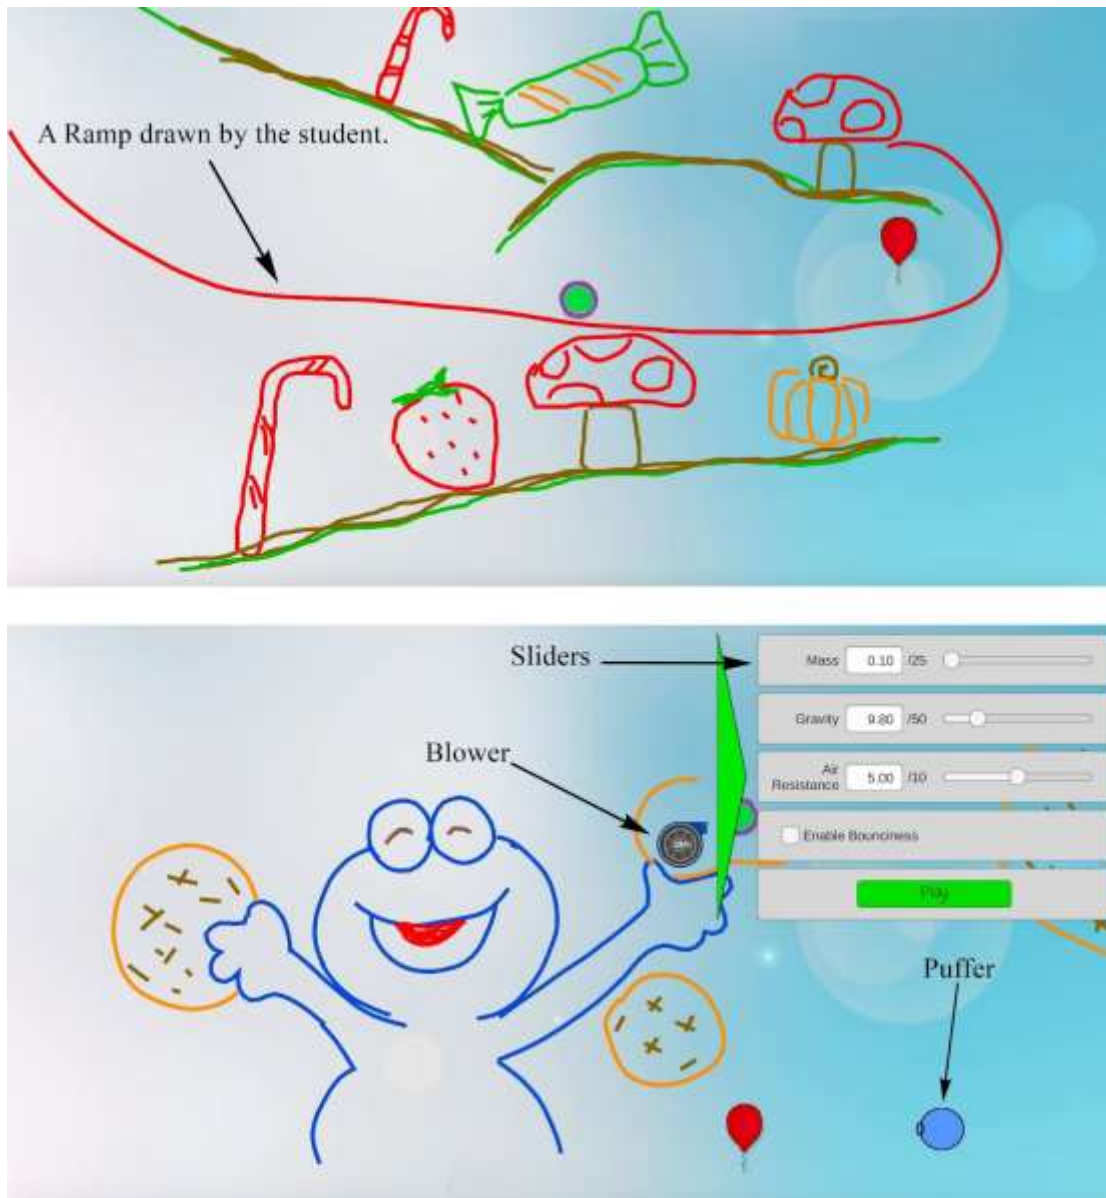 A Ramp drawn by the student.
Sliders
Mass 0.10 /25
Blower
Gravity 9.80 /50
Air
Resistance 5.00 /10
Enable Bounciness
Play
Puffer